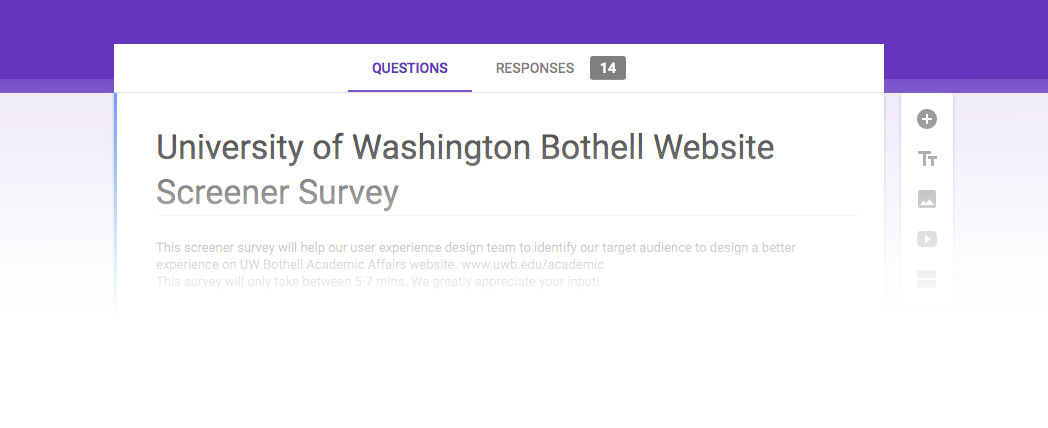 QUESTIONS RESPONSES 14
University of Washington Bothell Website
Screener Survey
This screener survey will help our user experience design team to identify our target audience to design a better
experience on UW Bothell Academic Affairs website. www.uwb.edu/academic
This survey will only take between 5-7 mins. We greatly appreciate your input!